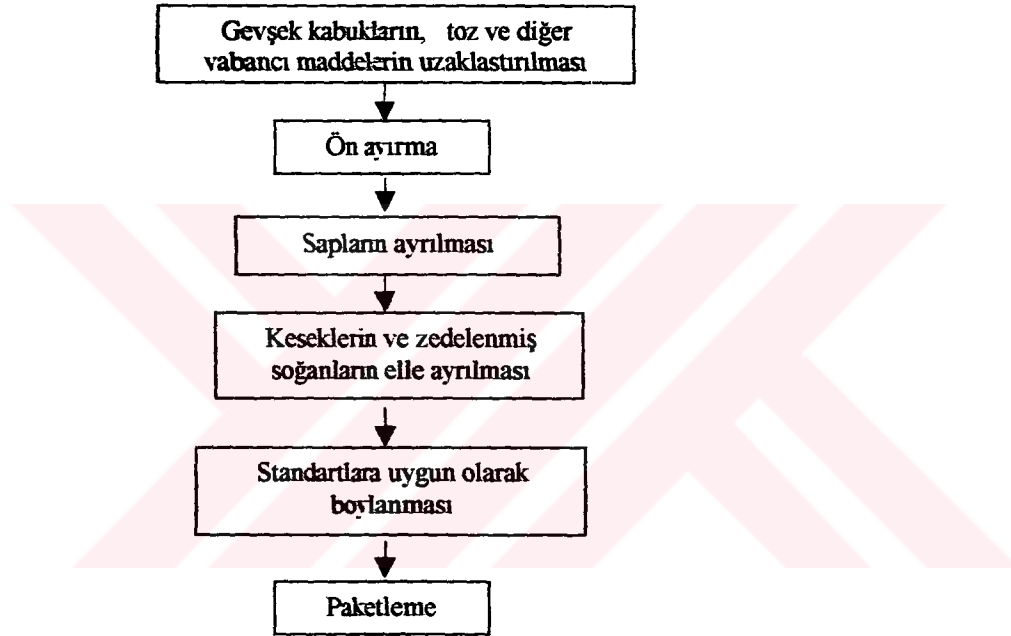 Gevşek kabukların, toz ve diğer
yabancı maddelerin uzaklaştırılması
Ön ayırma
Sapların ayrılması
Keseklerin ve zedelenmiş
soğanların elle ayrılması
Standartlara uygun olarak
boylanması
Paketleme